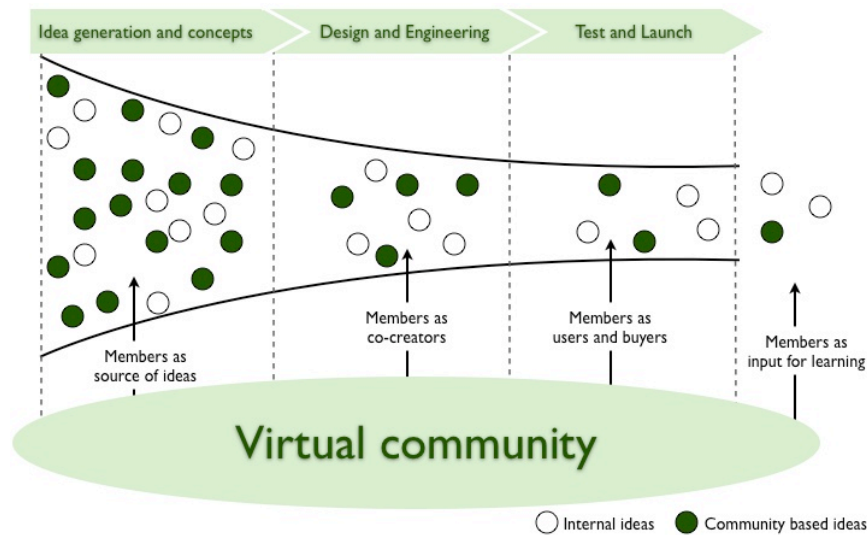 Idea generation and concepts
Design and Engineering
Test and Launch
Members as
source of ideas
Members as
co-creators
Members as
users and buyers
Members as
input for learning
Virtual community
Internal ideas
Community based ideas